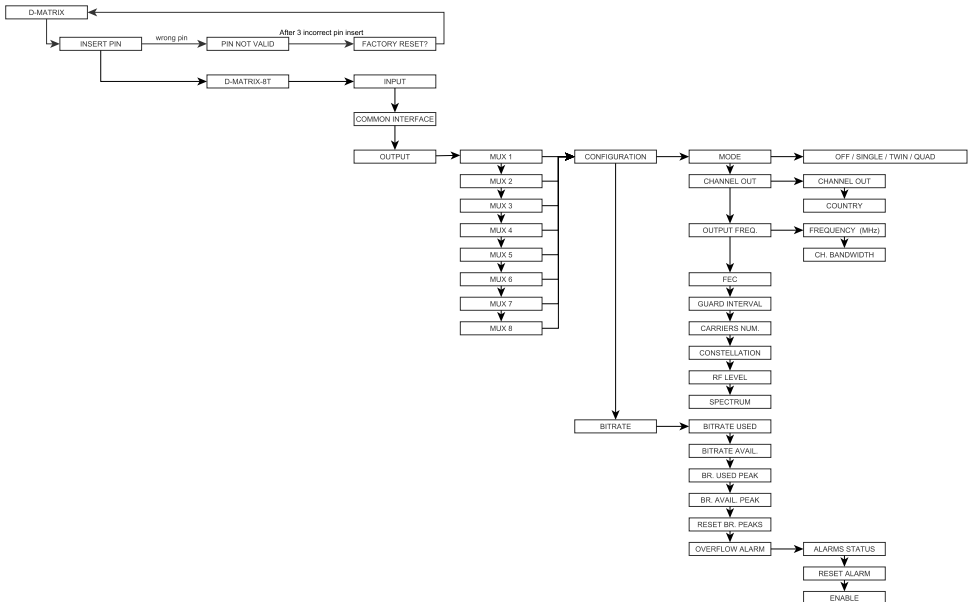 D-MATRIX
After 3 incorrect pin insert
wrong pin
INSERT PIN
PIN NOT VALID
FACTORY RESET?
D-MATRIX-8T
INPUT
COMMON INTERFACE
OUTPUT
MUX 1
CONFIGURATION
MODE
OFF / SINGLE / TWIN / QUAD
MUX 2
CHANNEL OUT
CHANNEL OUT
MUX 3
COUNTRY
MUX 4
OUTPUT FREQ.
FREQUENCY (MHz)
MUX 5
CH. BANDWIDTH
MUX 6
FEC
MUX 7
GUARD INTERVAL
MUX 8
CARRIERS NUM.
CONSTELLATION
RF LEVEL
SPECTRUM
BITRATE
BITRATE USED
BITRATE AVAIL.
BR. USED PEAK
BR. AVAIL. PEAK
RESET BR. PEAKS
OVERFLOW ALARM
ALARMS STATUS
RESET ALARM
ENABLE